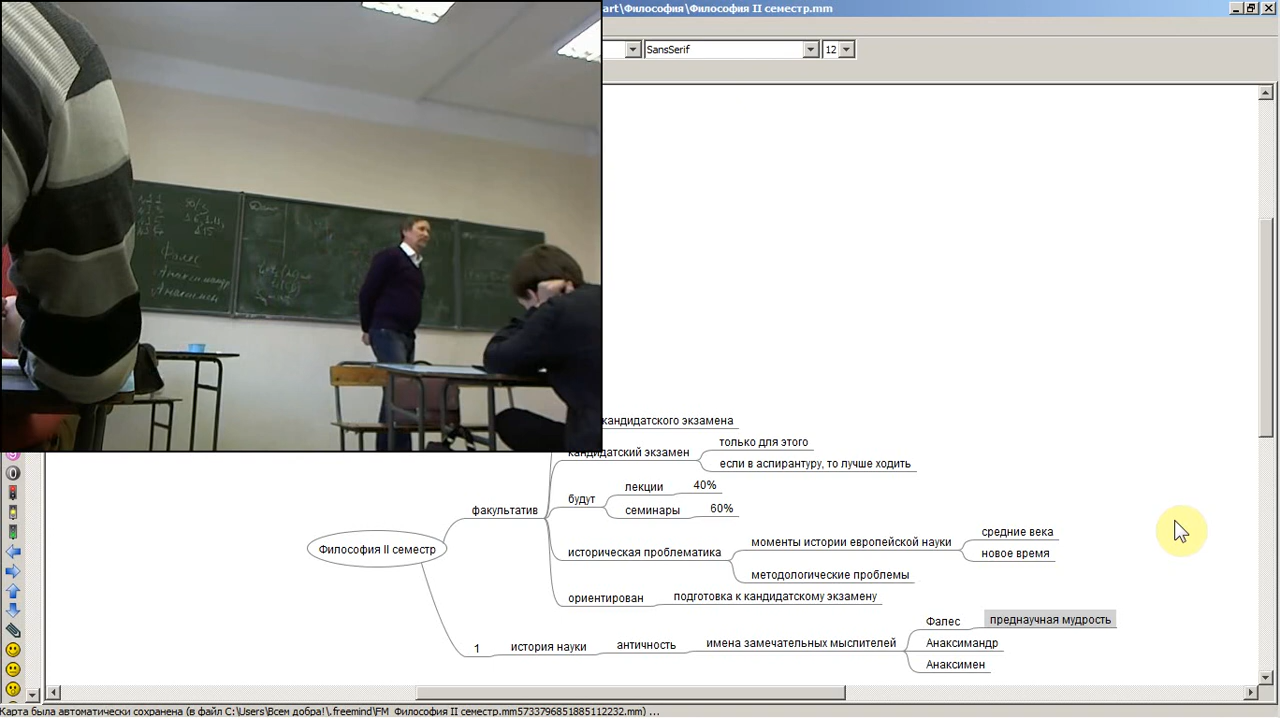 art\Философия\Философия II семестр.mm
SansSerif
12
Фалес
Анаксимандр
Анаксимен
кандидатского экзамена
кандидатский экзамен
только для этого
если в аспирантуру, то лучше ходить
факультатив
будут
лекции
40%
семинары
60%
Философия II семестр
историческая проблематика
моменты истории европейской науки
средние века
новое время
методологические проблемы
ориентирован
подготовка к кандидатскому экзамену
1
история науки
античность
имена замечательных мыслителей
Фалес
преднаучная мудрость
Анаксимандр
Анаксимен
Карта была автоматически сохранена (в файл C:\Users\Всем добра!\.freemind\FM_Философия II семестр.mm5733796851885112232.mm) ...